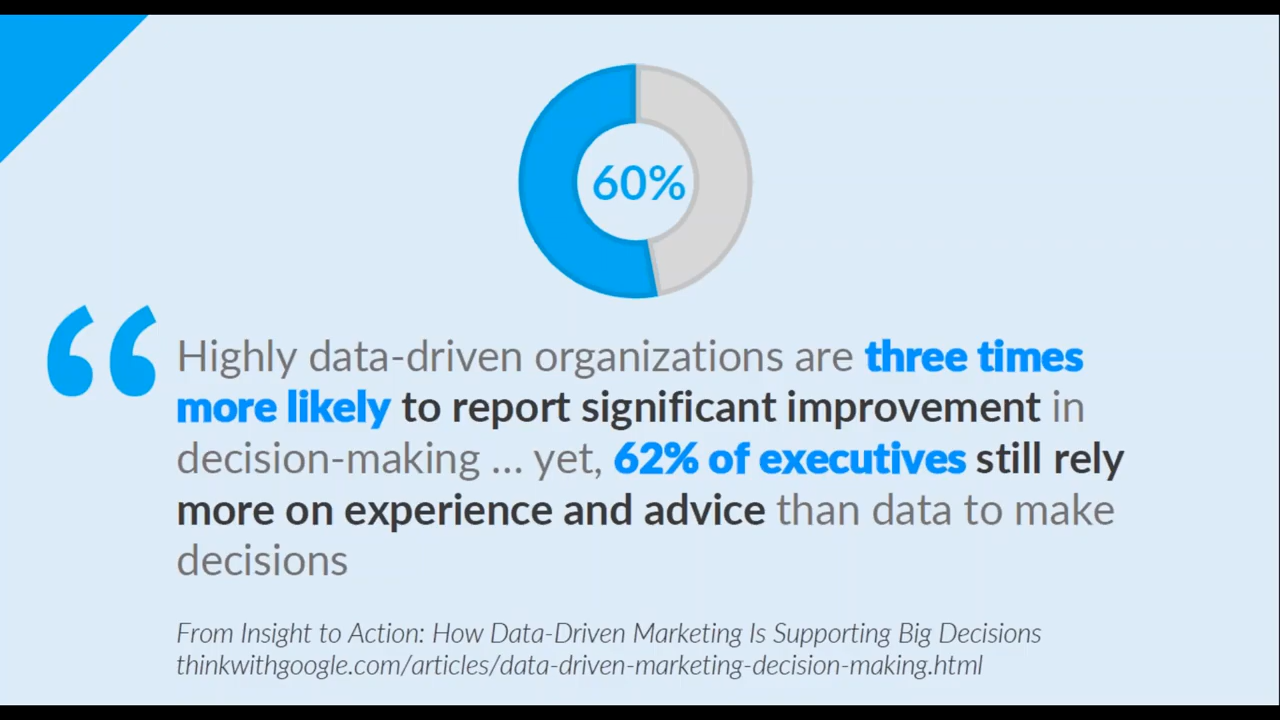 60%
“
Highly data-driven organizations are three times
more likely to report significant improvement in
decision-making ... yet, 62% of executives still rely
more on experience and advice than data to make
decisions
From Insight to Action: How Data-Driven Marketing Is Supporting Big Decisions
thinkwithgoogle.com/articles/data-driven-marketing-decision-making.html